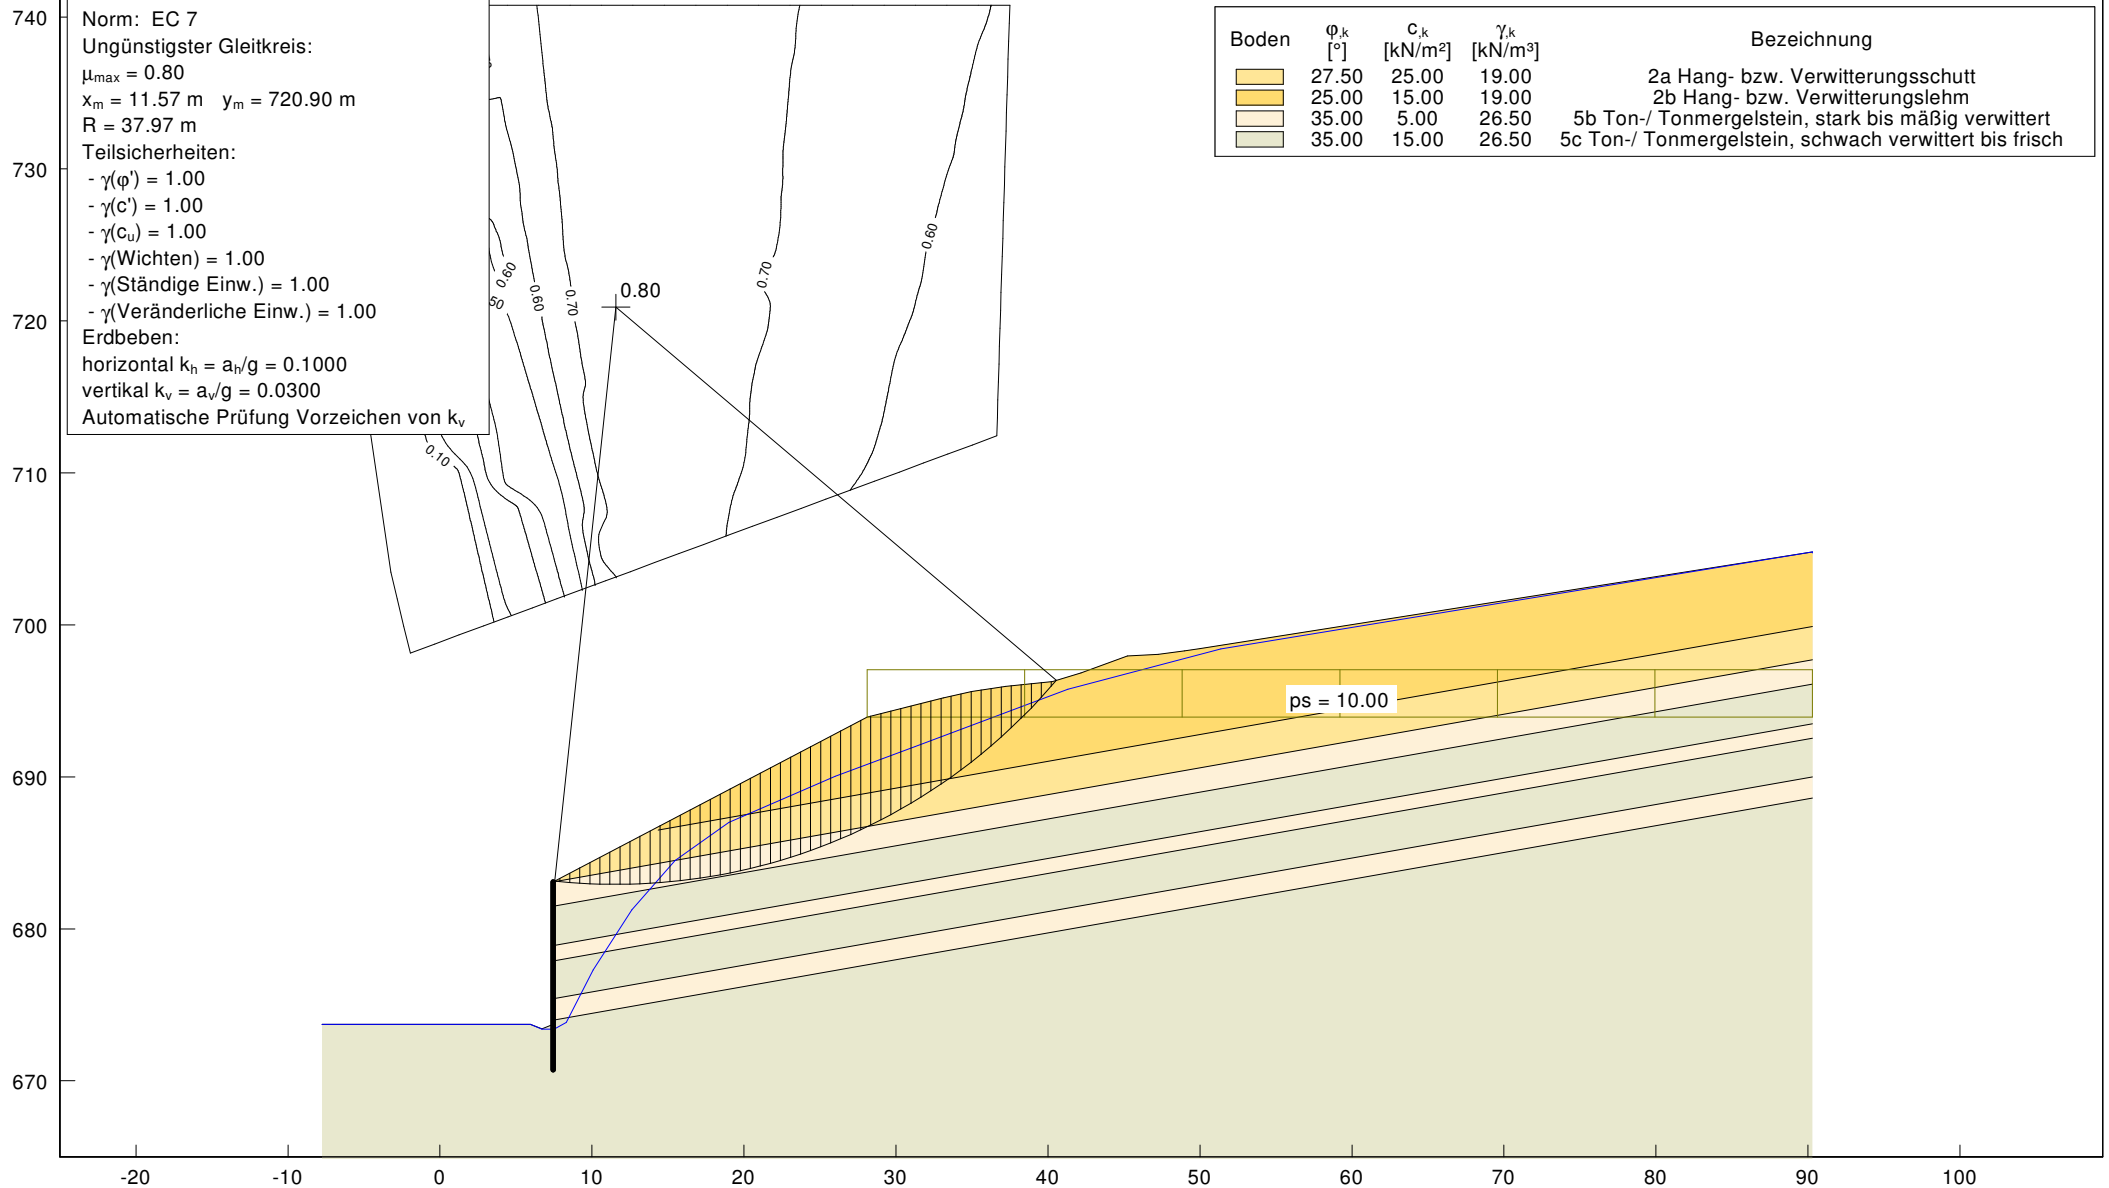 740
730
720
710
700
690
680
670
Norm: EC 7
Ungünstigster Gleitkreis:
μmax = 0.80
xm = 11.57 m ym = 720.90 m
R = 37.97 m
Teilsicherheiten:
- γ(φ') = 1.00
- γ(c') = 1.00
- γ(cu) = 1.00
- γ(Wichten) = 1.00
- γ(Ständige Einw.) = 1.00
- γ(Veränderliche Einw.) = 1.00
Erdbeben:
horizontal kh = ah/g = 0.1000
vertikal kv = av/g = 0.0300
Automatische Prüfung Vorzeichen von kv
Boden φ,k [°] c,k [kN/m²] γ,k [kN/m³] Bezeichnung
27.50 25.00 19.00 2a Hang- bzw. Verwitterungsschutt
25.00 15.00 19.00 2b Hang- bzw. Verwitterungslehm
35.00 5.00 26.50 5b Ton-/ Tonmergelstein, stark bis mäßig verwittert
35.00 15.00 26.50 5c Ton-/ Tonmergelstein, schwach verwittert bis frisch
0.60
50
0.60
0.70
0.80
0.70
0.60
0.10
ps = 10.00
-20 -10 0 10 20 30 40 50 60 70 80 90 100